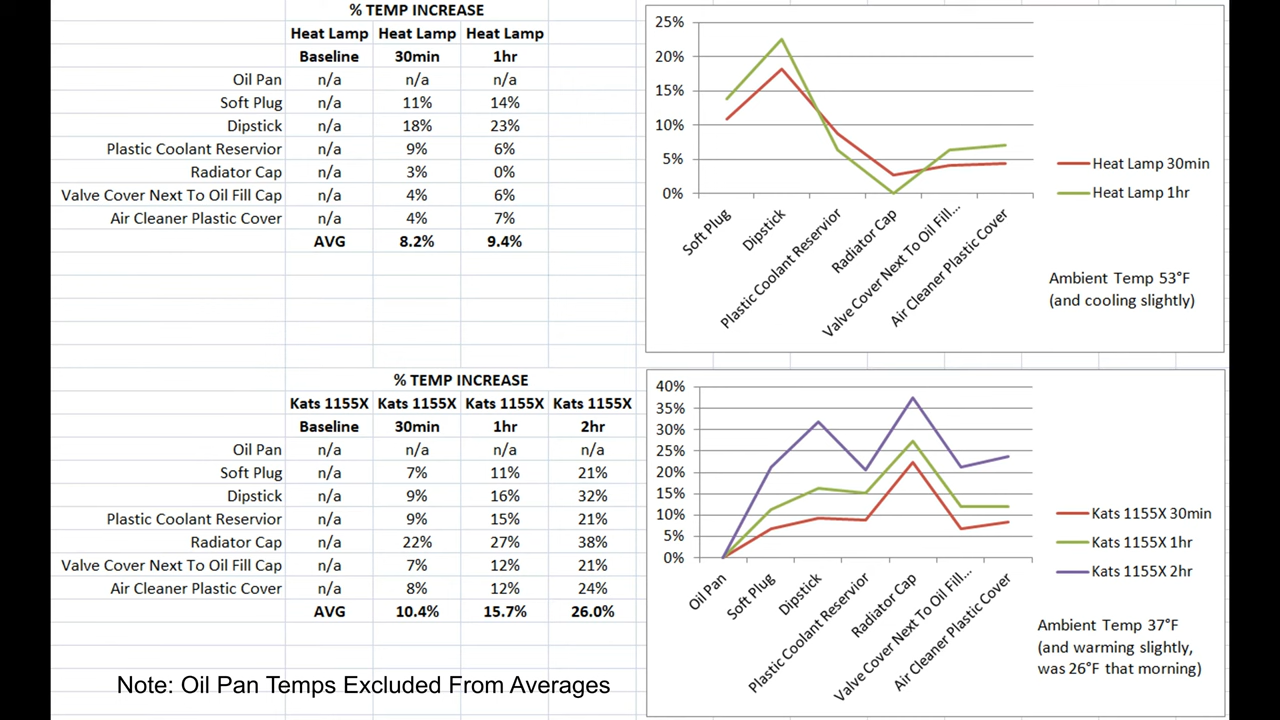 % TEMP INCREASE
Heat Lamp Heat Lamp Heat Lamp
Baseline 30min 1hr
Oil Pan n/a n/a n/a
Soft Plug n/a 11% 14%
Dipstick n/a 18% 23%
Plastic Coolant Reservior n/a 9% 6%
Radiator Cap n/a 3% 0%
Valve Cover Next To Oil Fill Cap n/a 4% 6%
Air Cleaner Plastic Cover n/a 4% 7%
AVG 8.2% 9.4%
25%
20%
15%
10%
5%
0%
Soft Plug
Dipstick
Plastic Coolant Reservior
Radiator Cap
Valve Cover Next To Oil Fill...
Air Cleaner Plastic Cover
Heat Lamp 30min
Heat Lamp 1hr
Ambient Temp 53°F
(and cooling slightly)
% TEMP INCREASE
Kats 1155X Kats 1155X Kats 1155X Kats 1155X
Baseline 30min 1hr 2hr
Oil Pan n/a n/a n/a n/a
Soft Plug n/a 7% 11% 21%
Dipstick n/a 9% 16% 32%
Plastic Coolant Reservior n/a 9% 15% 21%
Radiator Cap n/a 22% 27% 38%
Valve Cover Next To Oil Fill Cap n/a 7% 12% 21%
Air Cleaner Plastic Cover n/a 8% 12% 24%
AVG 10.4% 15.7% 26.0%
40%
35%
30%
25%
20%
15%
10%
5%
0%
Oil Pan
Soft Plug
Dipstick
Plastic Coolant Reservior
Radiator Cap
Valve Cover Next To Oil Fill...
Air Cleaner Plastic Cover
Kats 1155X 30min
Kats 1155X 1hr
Kats 1155X 2hr
Ambient Temp 37°F
(and warming slightly,
was 26°F that morning)
Note: Oil Pan Temps Excluded From Averages